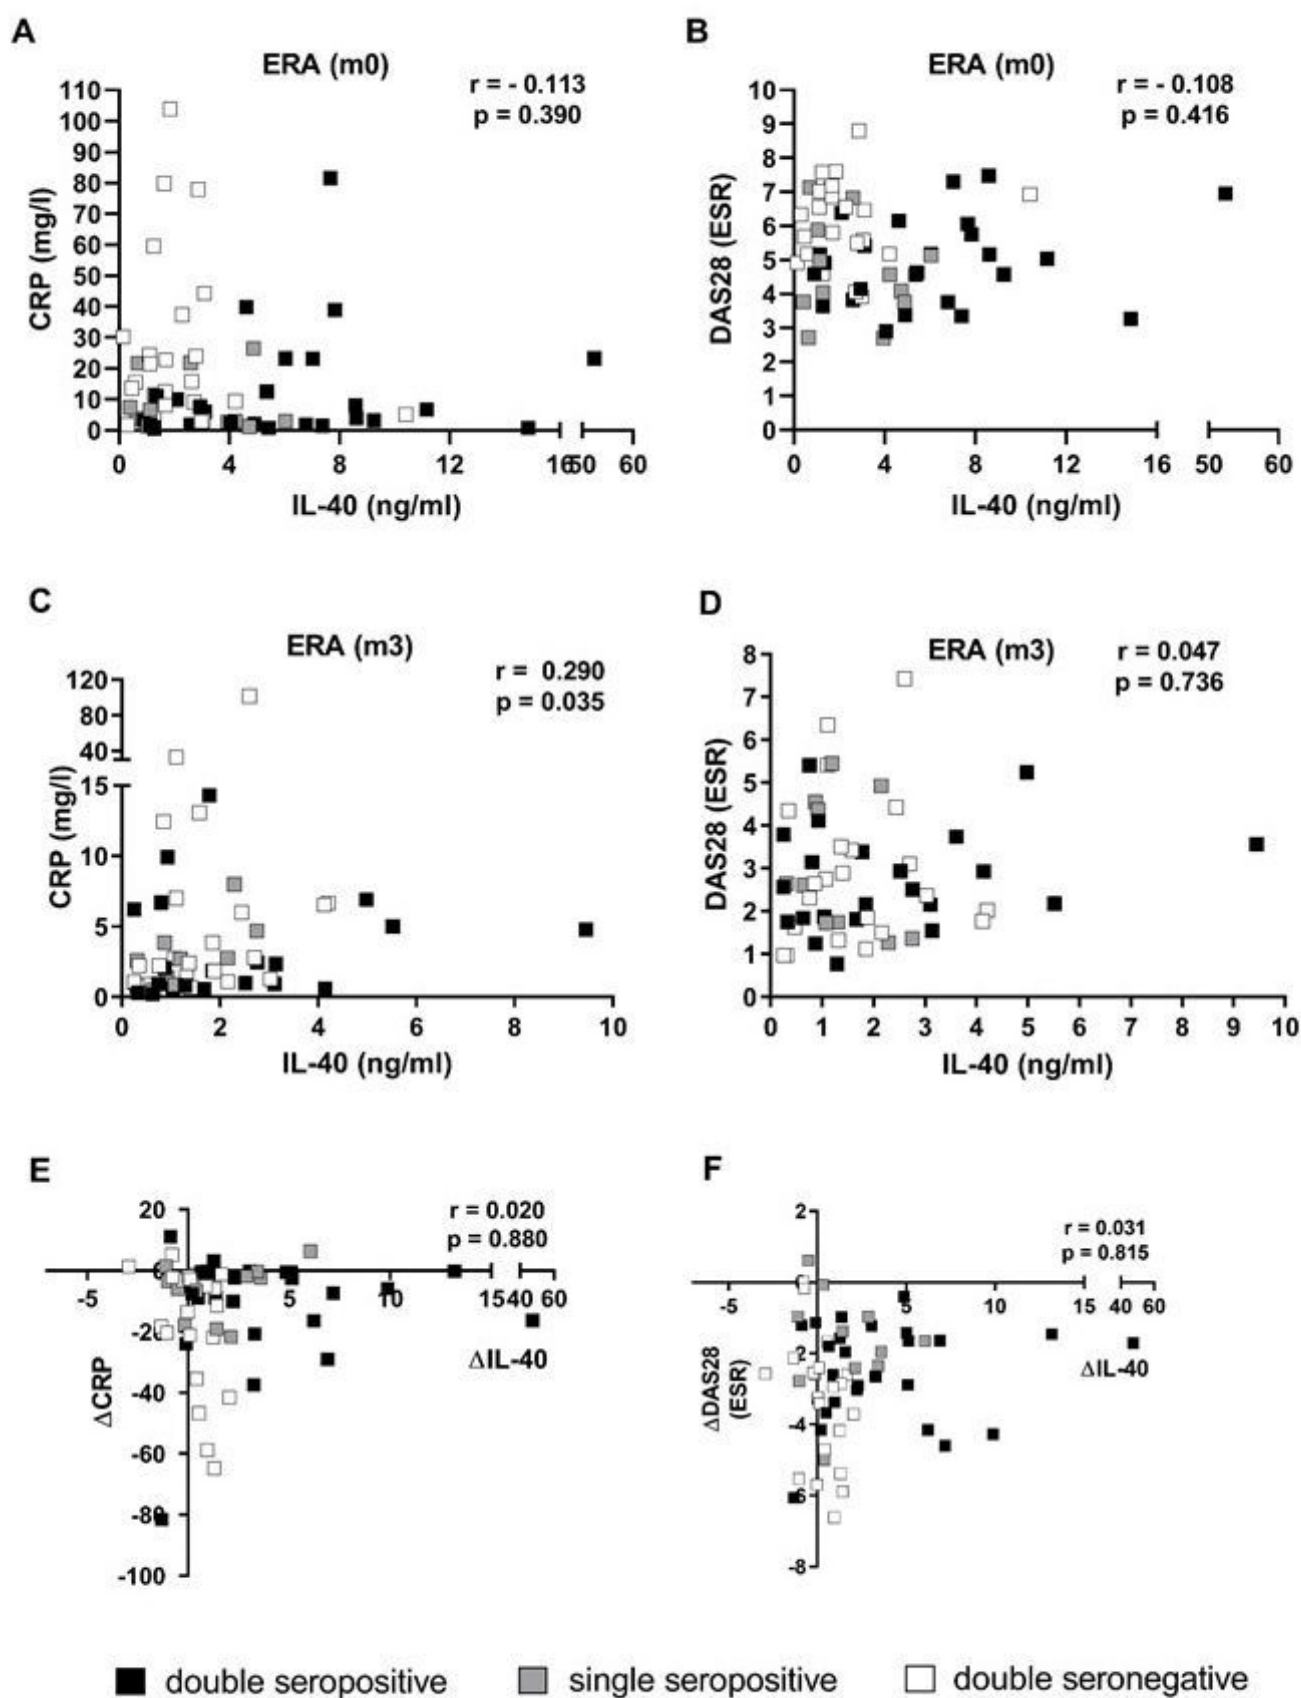 A
ERA (m0)
r = - 0.113
p = 0.390
110
100
90
80
70
60
50
40
30
20
10
0
CRP (mg/l)
0 4 8 12 16 50 60
IL-40 (ng/ml)
B
ERA (m0)
r = -0.108
p = 0.416
10
9
8
7
6
5
4
3
2
1
0
DAS28 (ESR)
0 4 8 12 16 50 60
IL-40 (ng/ml)
C
ERA (m3)
r = 0.290
p = 0.035
120
80
40
15
10
5
0
CRP (mg/l)
0 2 4 6 8 10
IL-40 (ng/ml)
D
ERA (m3)
r = 0.047
p = 0.736
8
7
6
5
4
3
2
1
0
DAS28 (ESR)
0 1 2 3 4 5 6 7 8 9 10
IL-40 (ng/ml)
E
r = 0.020
p = 0.880
20
-5 5 10 15 40 60
-20
-40
-60
-80
-100
ΔCRP
ΔIL-40
F
r = 0.031
p = 0.815
2
-5 5 10 15 40 60
-2
-4
-6
-8
ΔDAS28
(ESR)
ΔIL-40
double seropositive single seropositive double seronegative